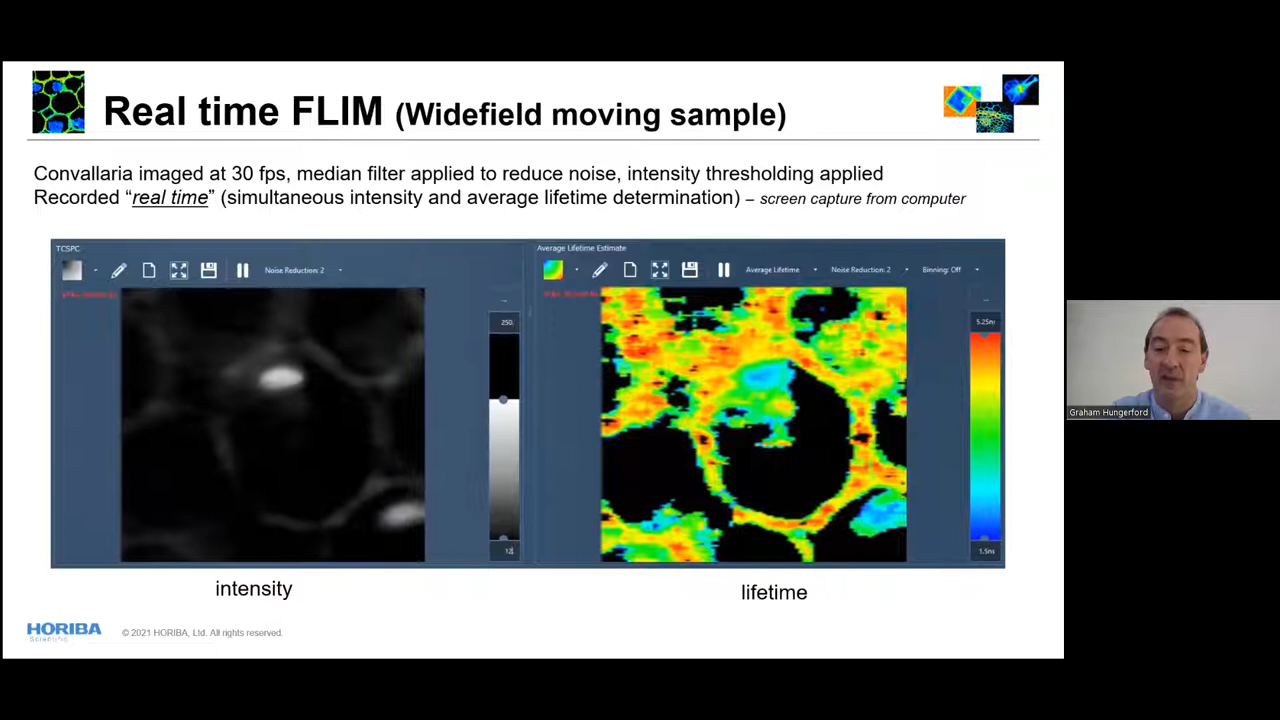 Real time FLIM (Widefield moving sample)
Convallaria imaged at 30 fps, median filter applied to reduce noise, intensity thresholding applied
Recorded “real time” (simultaneous intensity and average lifetime determination) – screen capture from computer
TCSPC
Noise Reduction: 2
250
12
Average Lifetime Estimate
Average Lifetime
Noise Reduction: 2
Binning: Off
5.25ns
1.5ns
intensity
lifetime
HORIBA
Scientific
© 2021 HORIBA, Ltd. All rights reserved.
Graham Hungerford